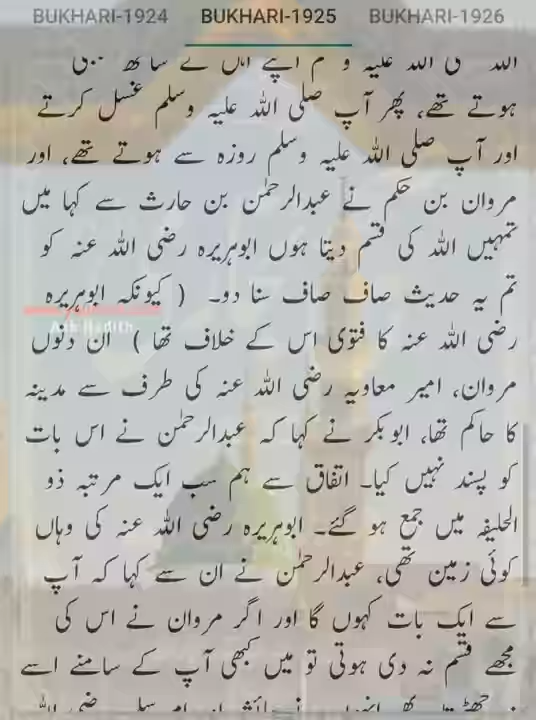 BUKHARI-1924 BUKHARI-1925 BUKHARI-1926
اللہ علیہ و اپنے ساتھ
ہوتے تھے، پھر آپ صلی اللہ علیہ وسلم غسل کرتے
اور آپ صلی اللہ علیہ وسلم روزہ سے ہوتے تھے، اور
مروان بن حکم نے عبدالرحمٰن بن حارث سے کہا میں
تمہیں اللہ کی قسم دیتا ہوں ابوہریرہ رضی اللہ عنہ کو
تم یہ حدیث صاف صاف سنا دو۔ ( کیونکہ ابوہریرہ
رضی اللہ عنہ کا فتوی اس کے خلاف تھا ) ان دنوں
مروان، امیر معاویہ رضی اللہ عنہ کی طرف سے مدینہ
کا حاکم تھا، ابوبکر نے کہا کہ عبدالرحمٰن نے اس بات
کو پسند نہیں کیا۔ اتفاق سے ہم سب ایک مرتبہ ذو
الحلیفہ میں جمع ہو گئے۔ ابوہریرہ رضی اللہ عنہ کی وہاں
کوئی زمین تھی، عبدالرحمٰن نے ان سے کہا کہ آپ
سے ایک بات کہوں گا اور اگر مروان نے اس کی
مجھے قسم نہ دی ہوتی تو میں کبھی آپ کے سامنے اسے